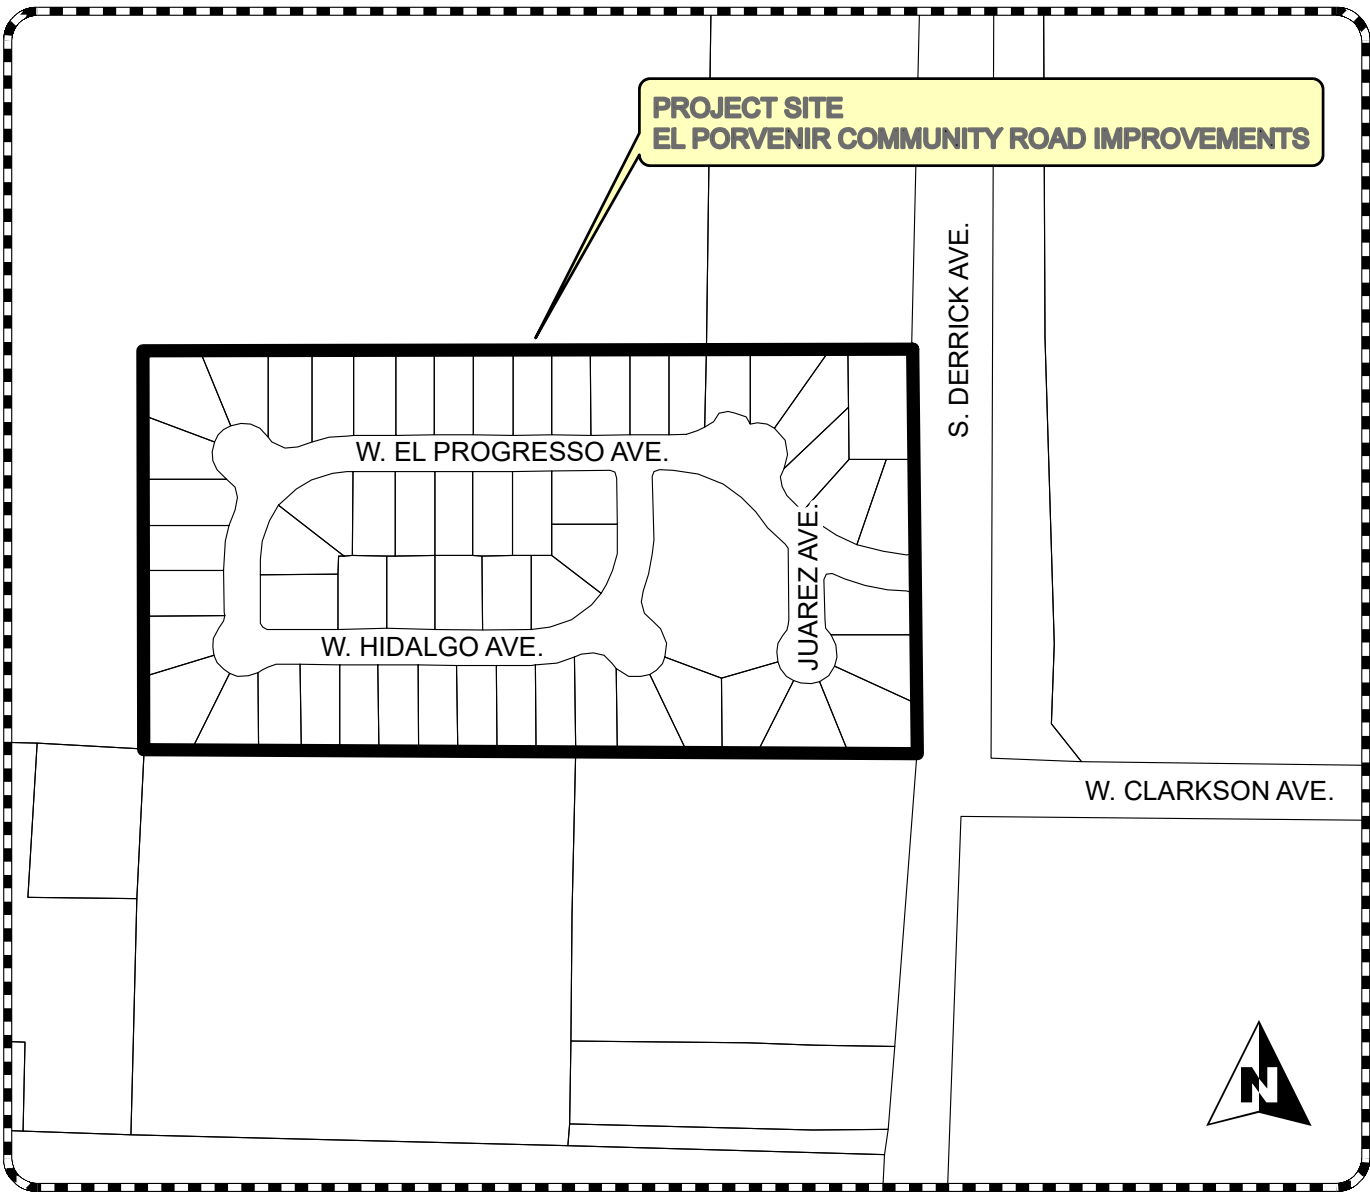 PROJECT SITE
EL PORVENIR COMMUNITY ROAD IMPROVEMENTS
S. DERRICK AVE.
W. EL PROGRESSO AVE.
JUAREZ AVE.
W. HIDALGO AVE.
W. CLARKSON AVE.
N